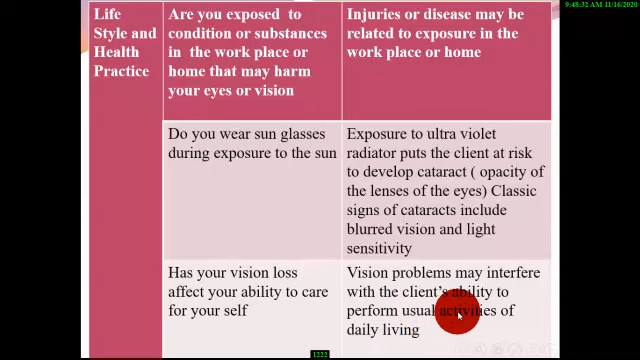 9:48:32 AM 11/16/2020
Life
Style and
Health
Practice
Are you exposed to
condition or substances
in the work place or
home that may harm
your eyes or vision
Injuries or disease may be
related to exposure in the
work place or home
Do you wear sun glasses
during exposure to the sun
Exposure to ultra violet
radiator puts the client at risk
to develop cataract ( opacity of
the lenses of the eyes) Classic
signs of cataracts include
blurred vision and light
sensitivity
Has your vision loss
affect your ability to care
for your self
Vision problems may interfere
with the client's ability to
perform usual activities of
daily living
1222